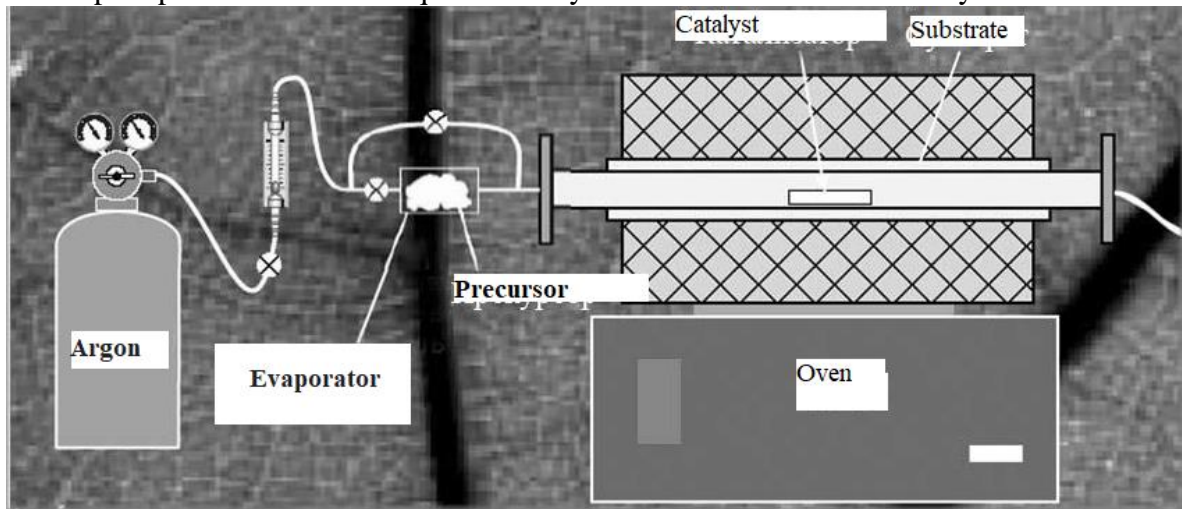 Catalyst
Substrate
Precursor
Argon
Evaporator
Oven